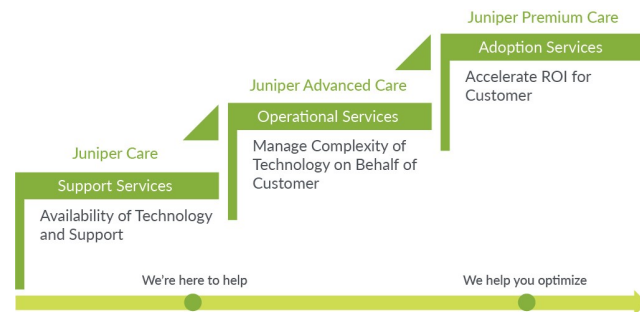 Juniper Premium Care
Adoption Services
Accelerate ROI for
Customer
Juniper Advanced Care
Operational Services
Manage Complexity of
Technology on Behalf of
Customer
Juniper Care
Support Services
Availability of Technology
and Support
We're here to help
We help you optimize